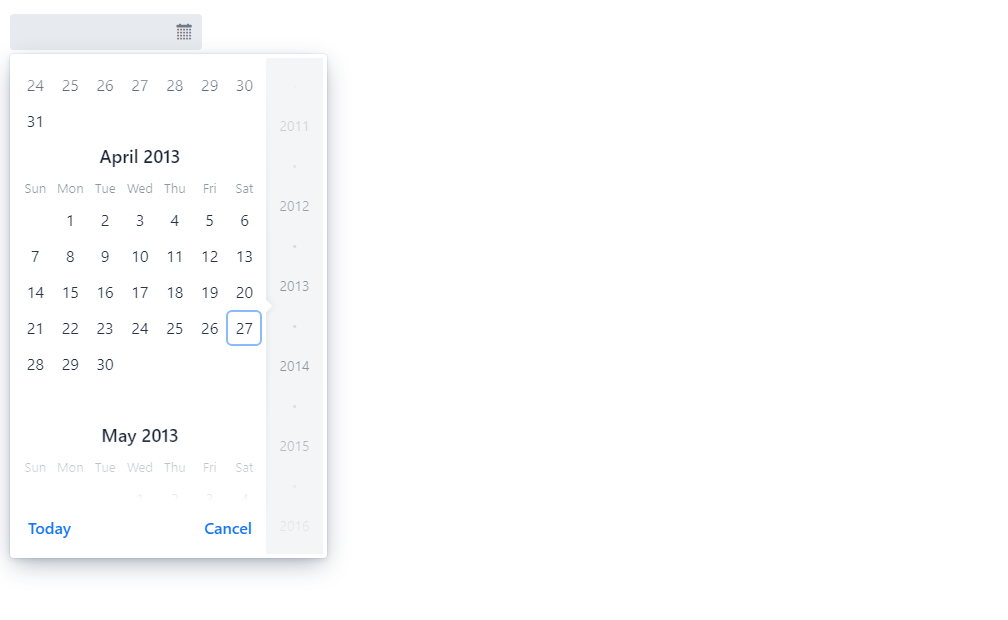 24 25 26 27 28 29 30
31
April 2013
Sun Mon Tue Wed Thu Fri Sat
1 2 3 4 5 6
7 8 9 10 11 12 13
14 15 16 17 18 19 20
21 22 23 24 25 26 27
28 29 30
May 2013
Sun Mon Tue Wed Thu Fri Sat
1 2 3 4
Today Cancel
2011
2012
2013
2014
2015
2016